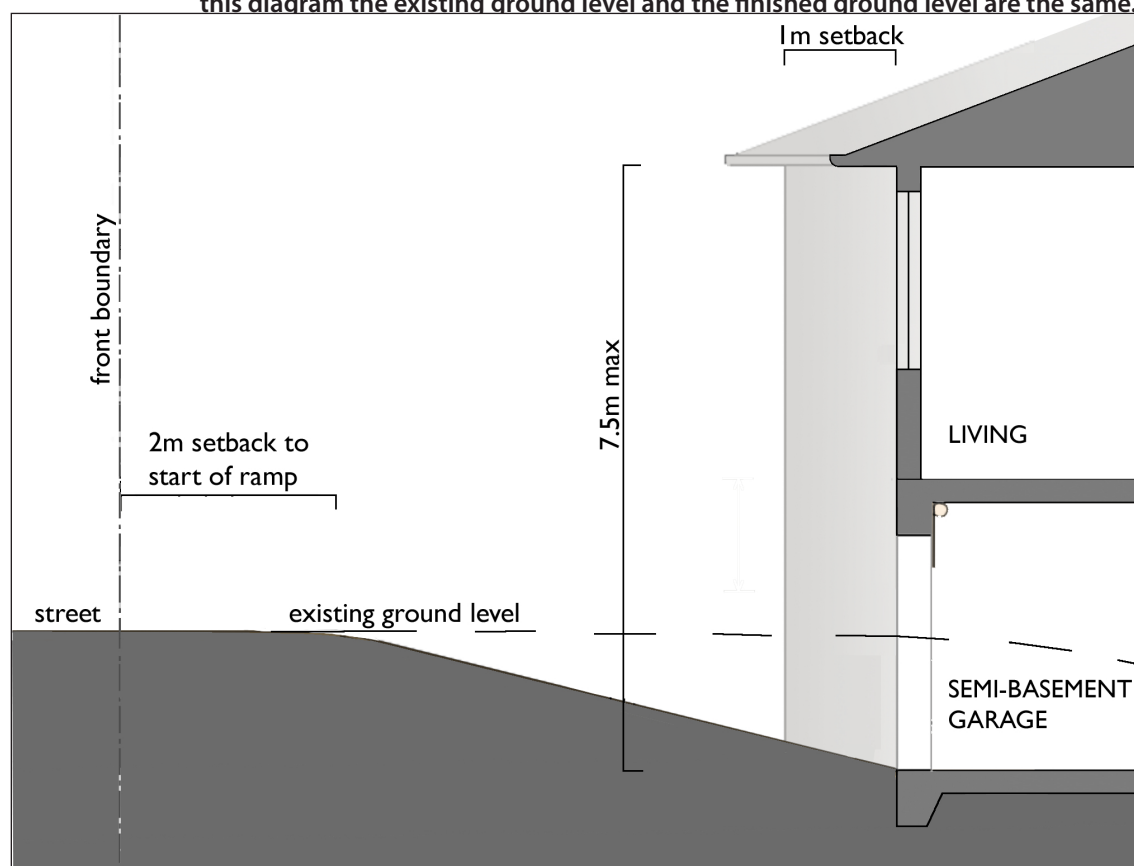 this diagram the existing ground level and the finished ground level are the same.
1m setback
front boundary
7.5m max
2m setback to
start of ramp
LIVING
street
existing ground level
SEMI-BASEMENT
GARAGE